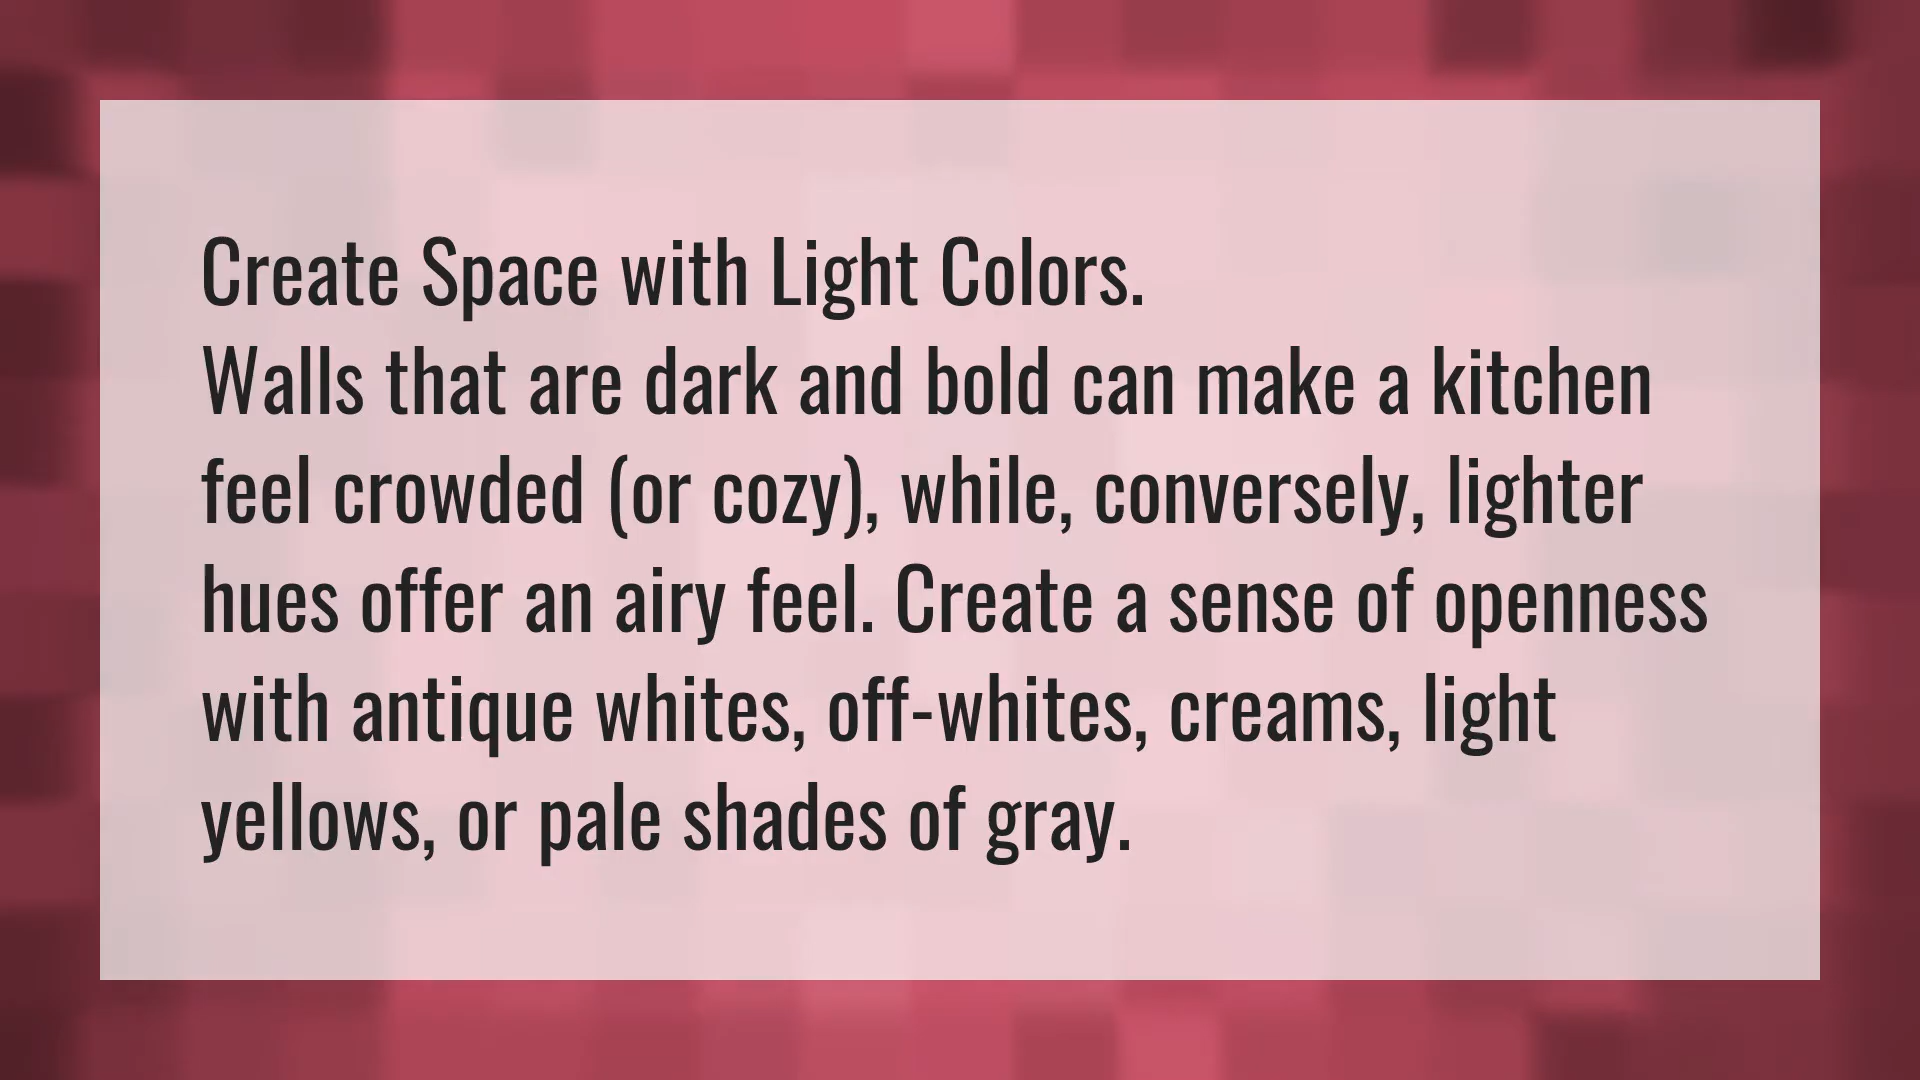 Create Space with Light Colors.
Walls that are dark and bold can make a kitchen
feel crowded (or cozy), while, conversely, lighter
hues offer an airy feel. Create a sense of openness
with antique whites, off-whites, creams, light
yellows, or pale shades of gray.